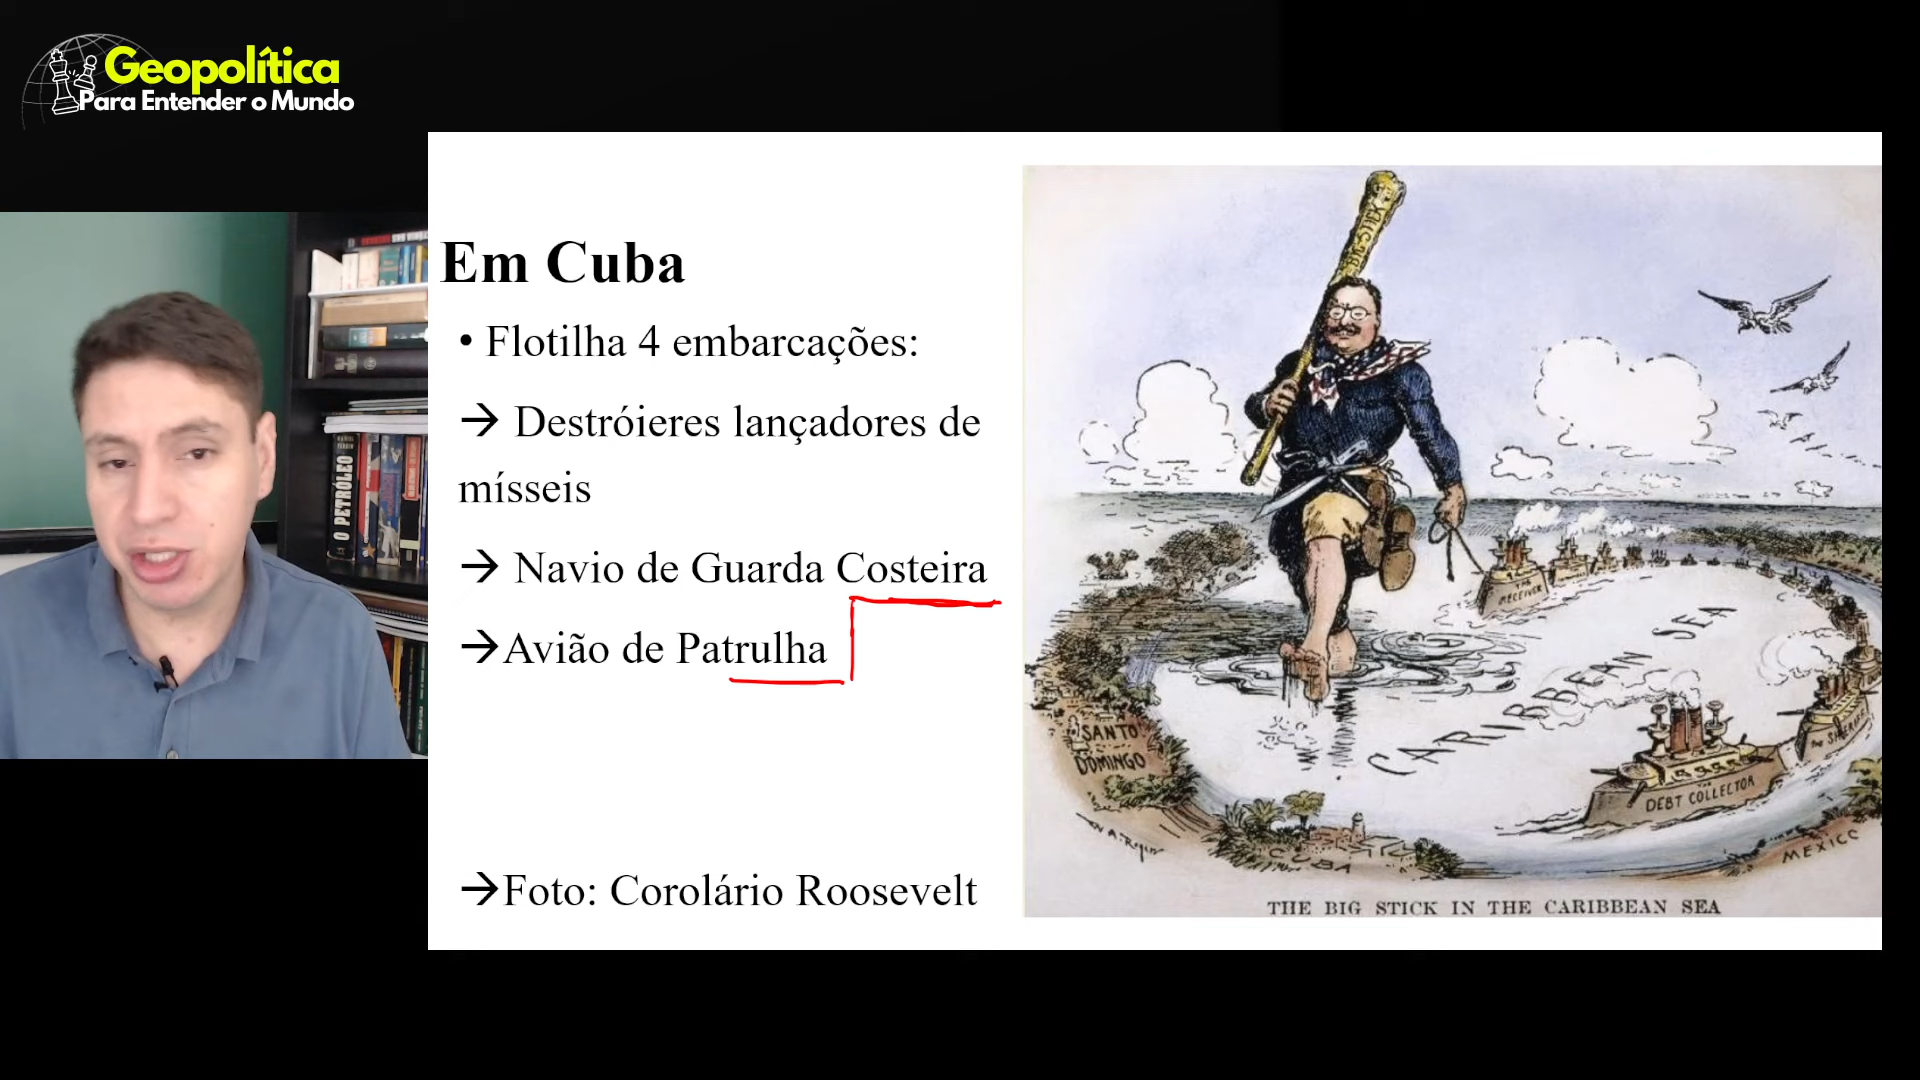 Geopolítica
Para Entender o Mundo
Em Cuba
• Flotilha 4 embarcações:
→ Destróieres lançadores de
mísseis
→ Navio de Guarda Costeira
→Avião de Patrulha
→Foto: Corolário Roosevelt
BIG STICK
RECEIVER
CARIBBEAN SEA
SANTO
DOMINGO
DEBT COLLECTOR
CUBA
MEXICO
THE BIG STICK IN THE CARIBBEAN SEA
O PETRÓLEO